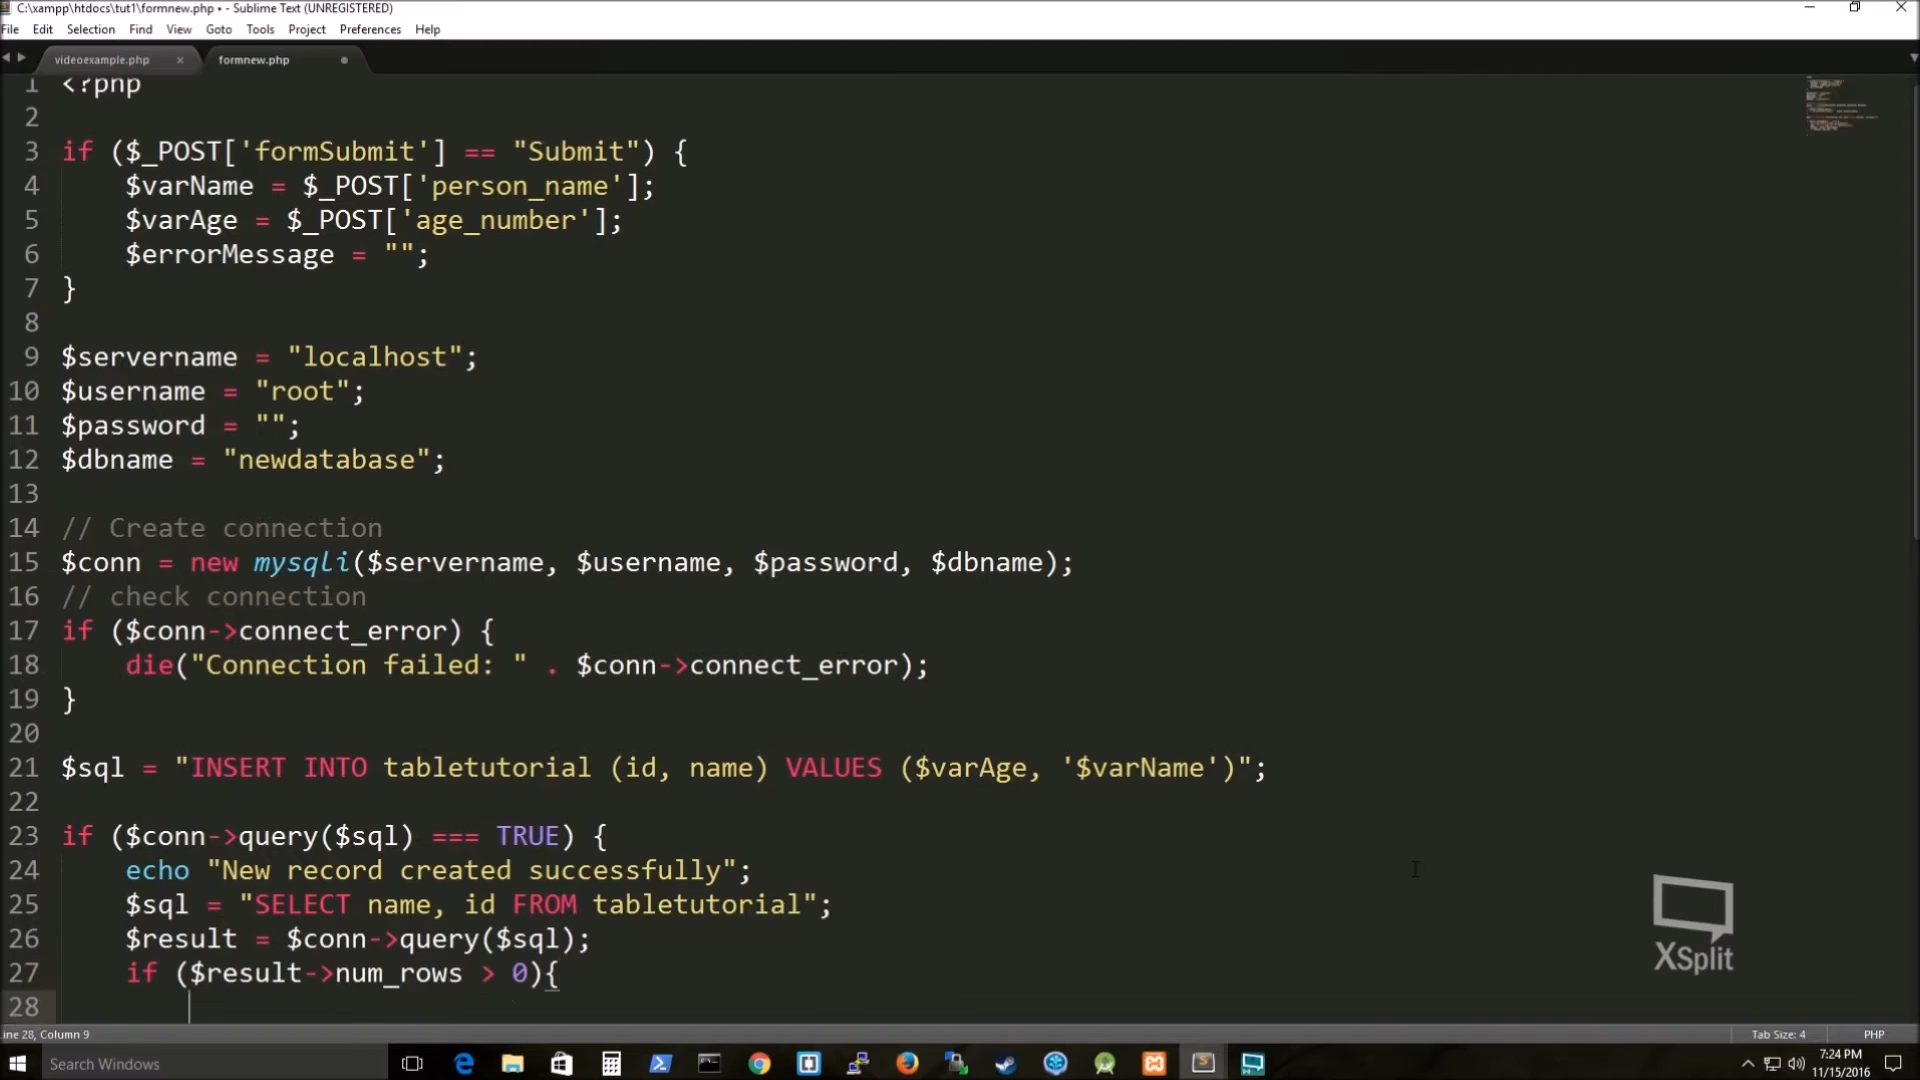 C:\xampp\htdocs\tut1\formnew.php • - Sublime Text (UNREGISTERED)
File Edit Selection Find View Goto Tools Project Preferences Help
videoexample.php × formnew.php
1 <?php
2
3 if ($_POST['formSubmit'] == "Submit") {
4 $varName = $_POST['person_name'];
5 $varAge = $_POST['age_number'];
6 $errorMessage = "";
7 }
8
9 $servername = "localhost";
10 $username = "root";
11 $password = "";
12 $dbname = "newdatabase";
13
14 // Create connection
15 $conn = new mysqli($servername, $username, $password, $dbname);
16 // check connection
17 if ($conn->connect_error) {
18 die("Connection failed: " . $conn->connect_error);
19 }
20
21 $sql = "INSERT INTO tabletutorial (id, name) VALUES ($varAge, '$varName')";
22
23 if ($conn->query($sql) === TRUE) {
24 echo "New record created successfully";
25 $sql = "SELECT name, id FROM tabletutorial";
26 $result = $conn->query($sql);
27 if ($result->num_rows > 0){
28
XSplit
ine 28, Column 9 Tab Size: 4 PHP
Search Windows
7:24 PM
11/15/2016